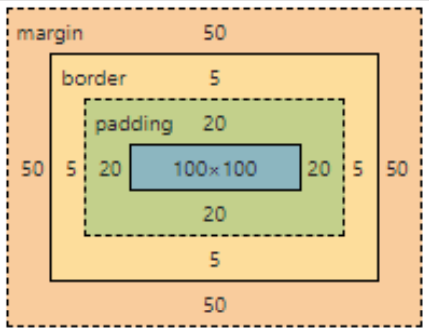 margin 50
border 5
padding 20
50 5 20 100×100 20 5 50
20
5
50